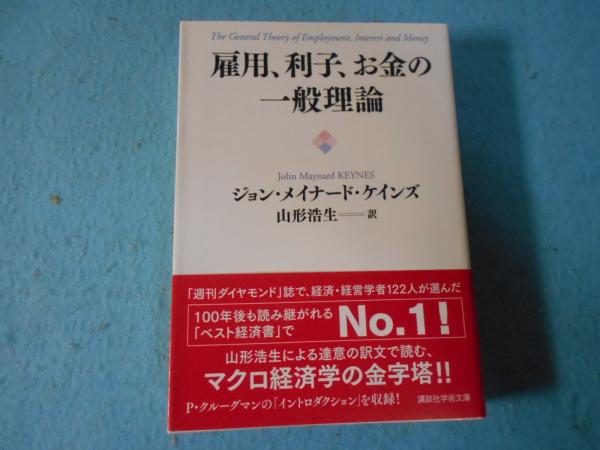 The General Theory of Employment, Interest and Money
雇用、利子、お金の
一般理論
John Maynard KEYNES
ジョン・メイナード・ケインズ
山形浩生──訳
「週刊ダイヤモンド」誌で、経済・経営学者122人が選んだ
100年後も読み継がれる
「ベスト経済書」で
No.1!
山形浩生による達意の訳文で読む、
マクロ経済学の金字塔!!
P・クルーグマンの「イントロダクション」を収録!
講談社学術文庫